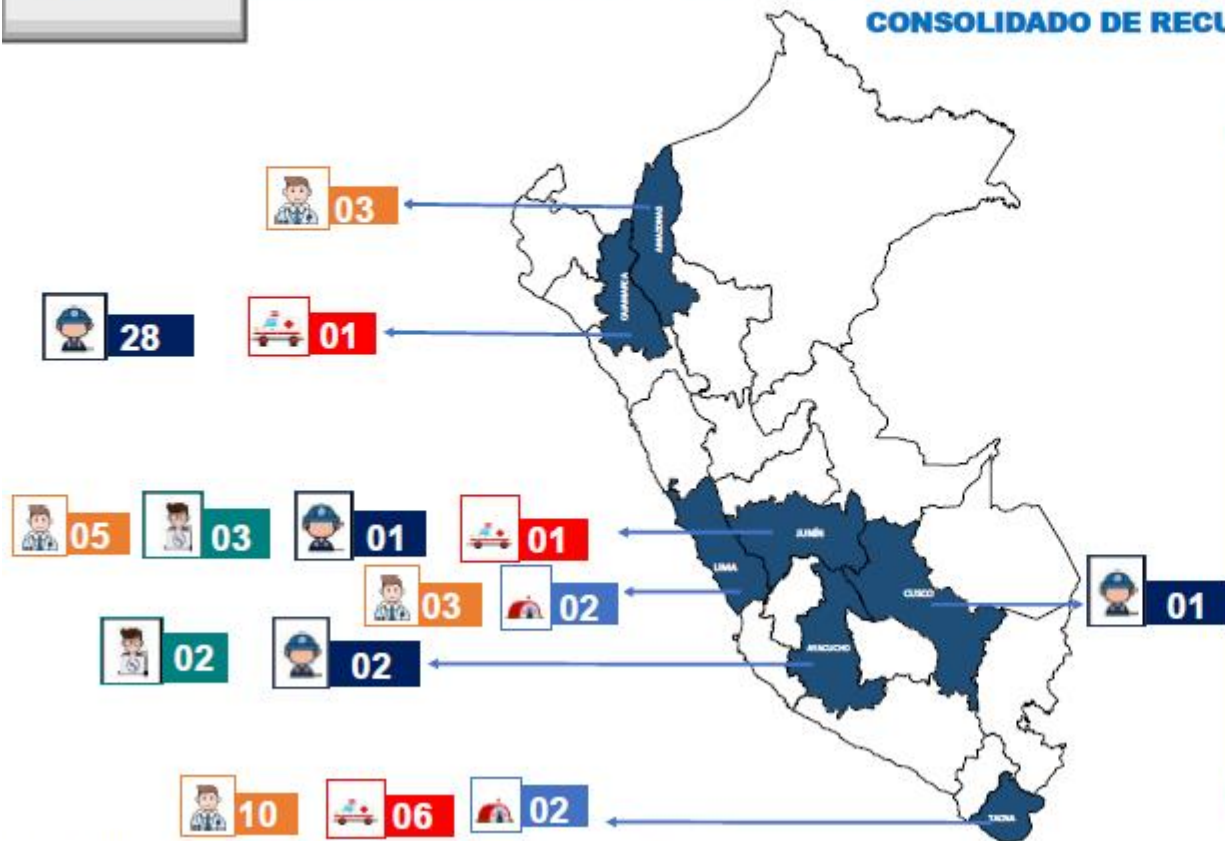 CONSOLIDADO DE RECU
03
AMAZONAS
CAJAMARCA
28 01
05 03 01 01
JUNÍN
LIMA
03 02
CUSCO
01
02 02
AYACUCHO
10 06 02
TACNA